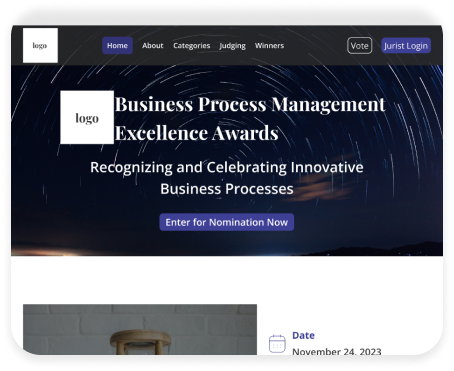 logo
Home About Categories Judging Winners Vote Jurist Login
logo
Business Process Management
Excellence Awards
Recognizing and Celebrating Innovative
Business Processes
Enter for Nomination Now
Date
November 24, 2023